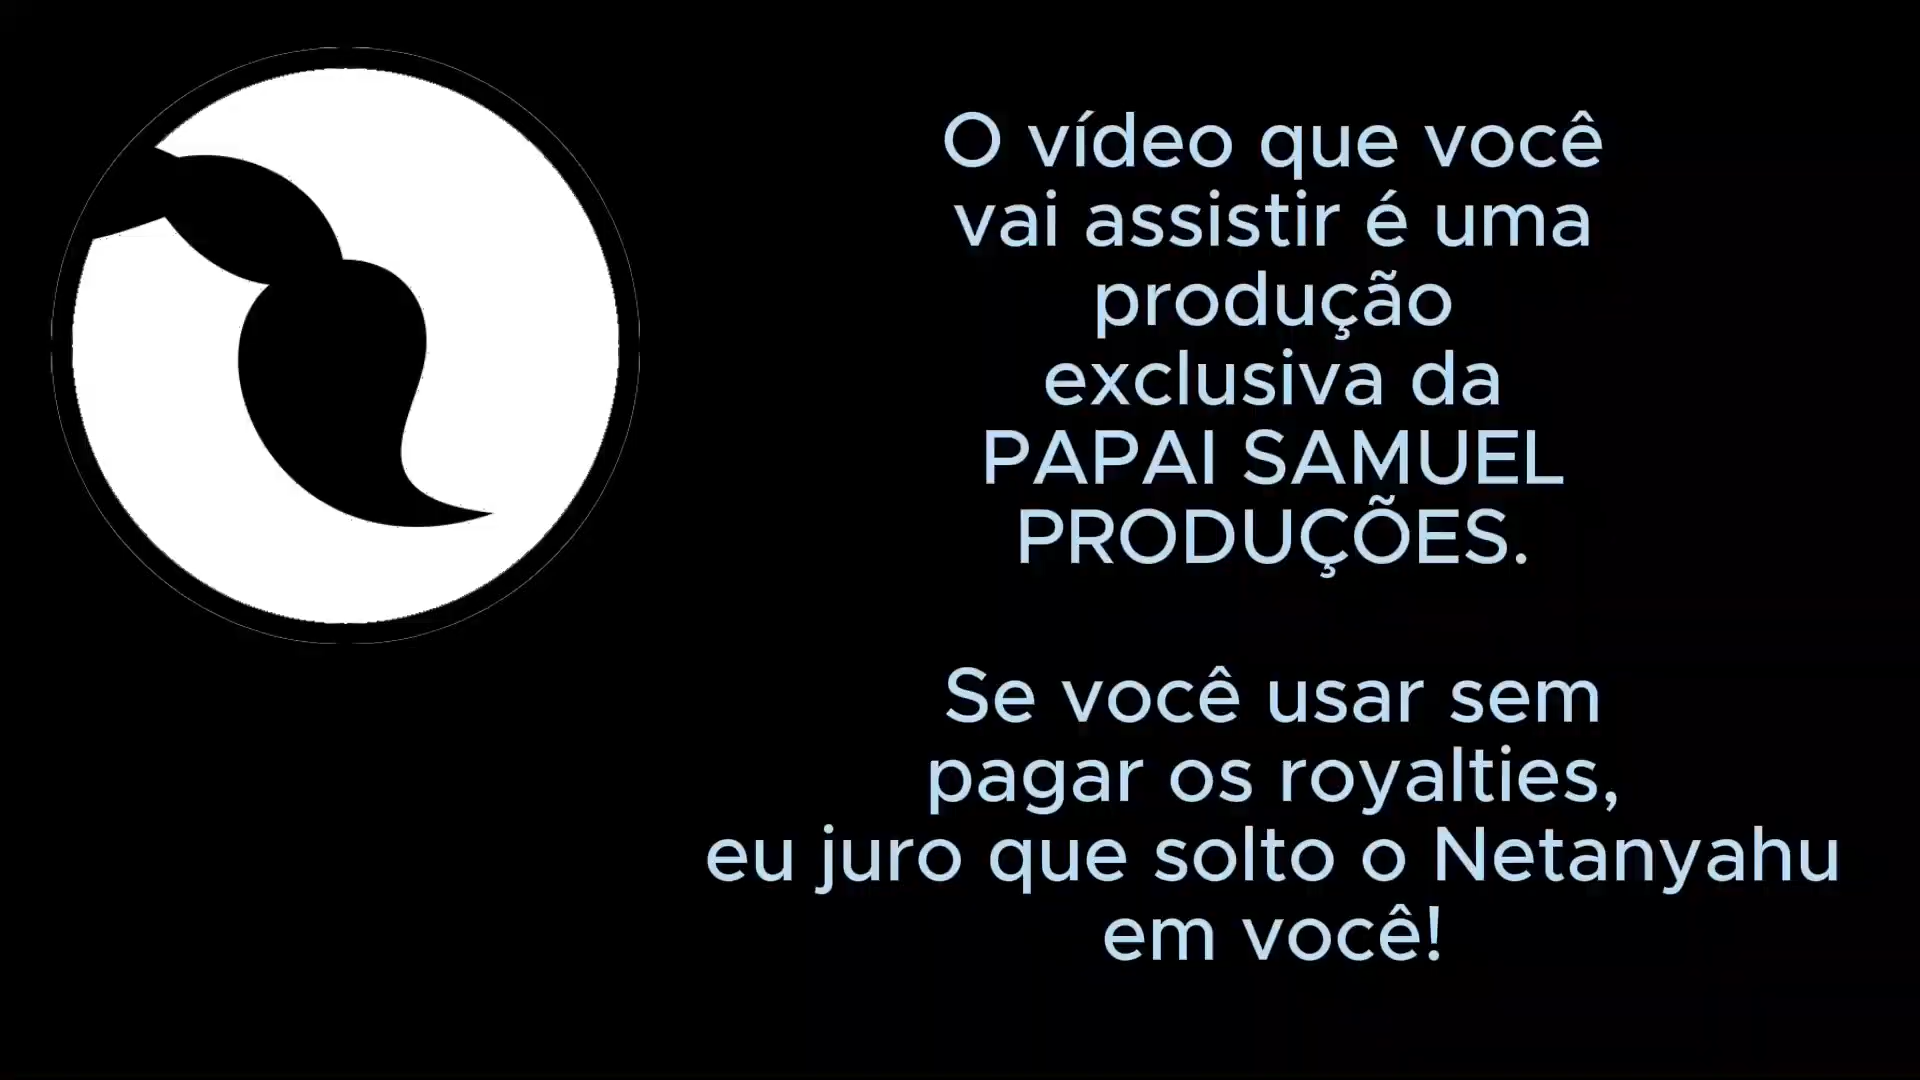 O vídeo que você
vai assistir é uma
produção
exclusiva da
PAPAI SAMUEL
PRODUÇÕES.
Se você usar sem
pagar os royalties,
eu juro que solto o Netanyahu
em você!